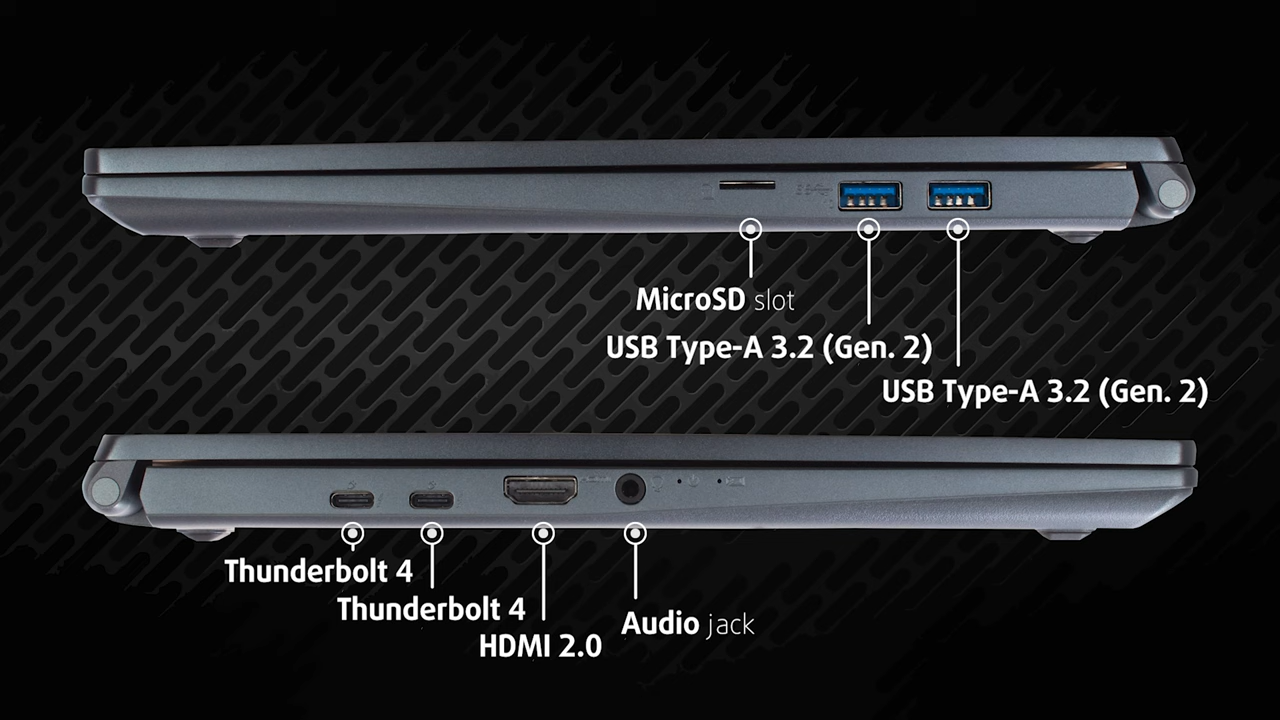 MicroSD slot
USB Type-A 3.2 (Gen. 2)
USB Type-A 3.2 (Gen. 2)
Thunderbolt 4
Thunderbolt 4
HDMI 2.0
Audio jack